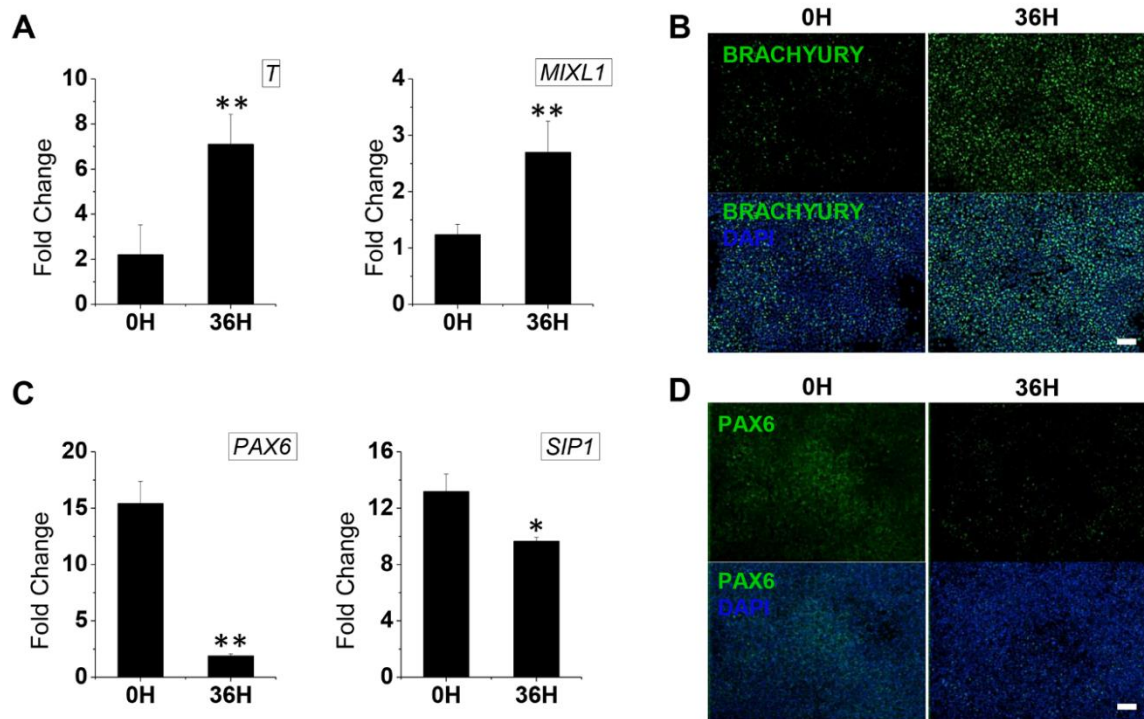 A
T
Fold Change
10
8
6
4
2
0
**
0H 36H
MIXL1
Fold Change
4
3
2
1
0
**
0H 36H
B
0H 36H
BRACHYURY
BRACHYURY
DAPI
C
PAX6
Fold Change
20
15
10
5
0
**
0H 36H
SIP1
Fold Change
16
12
8
4
0
*
0H 36H
D
0H 36H
PAX6
PAX6
DAPI